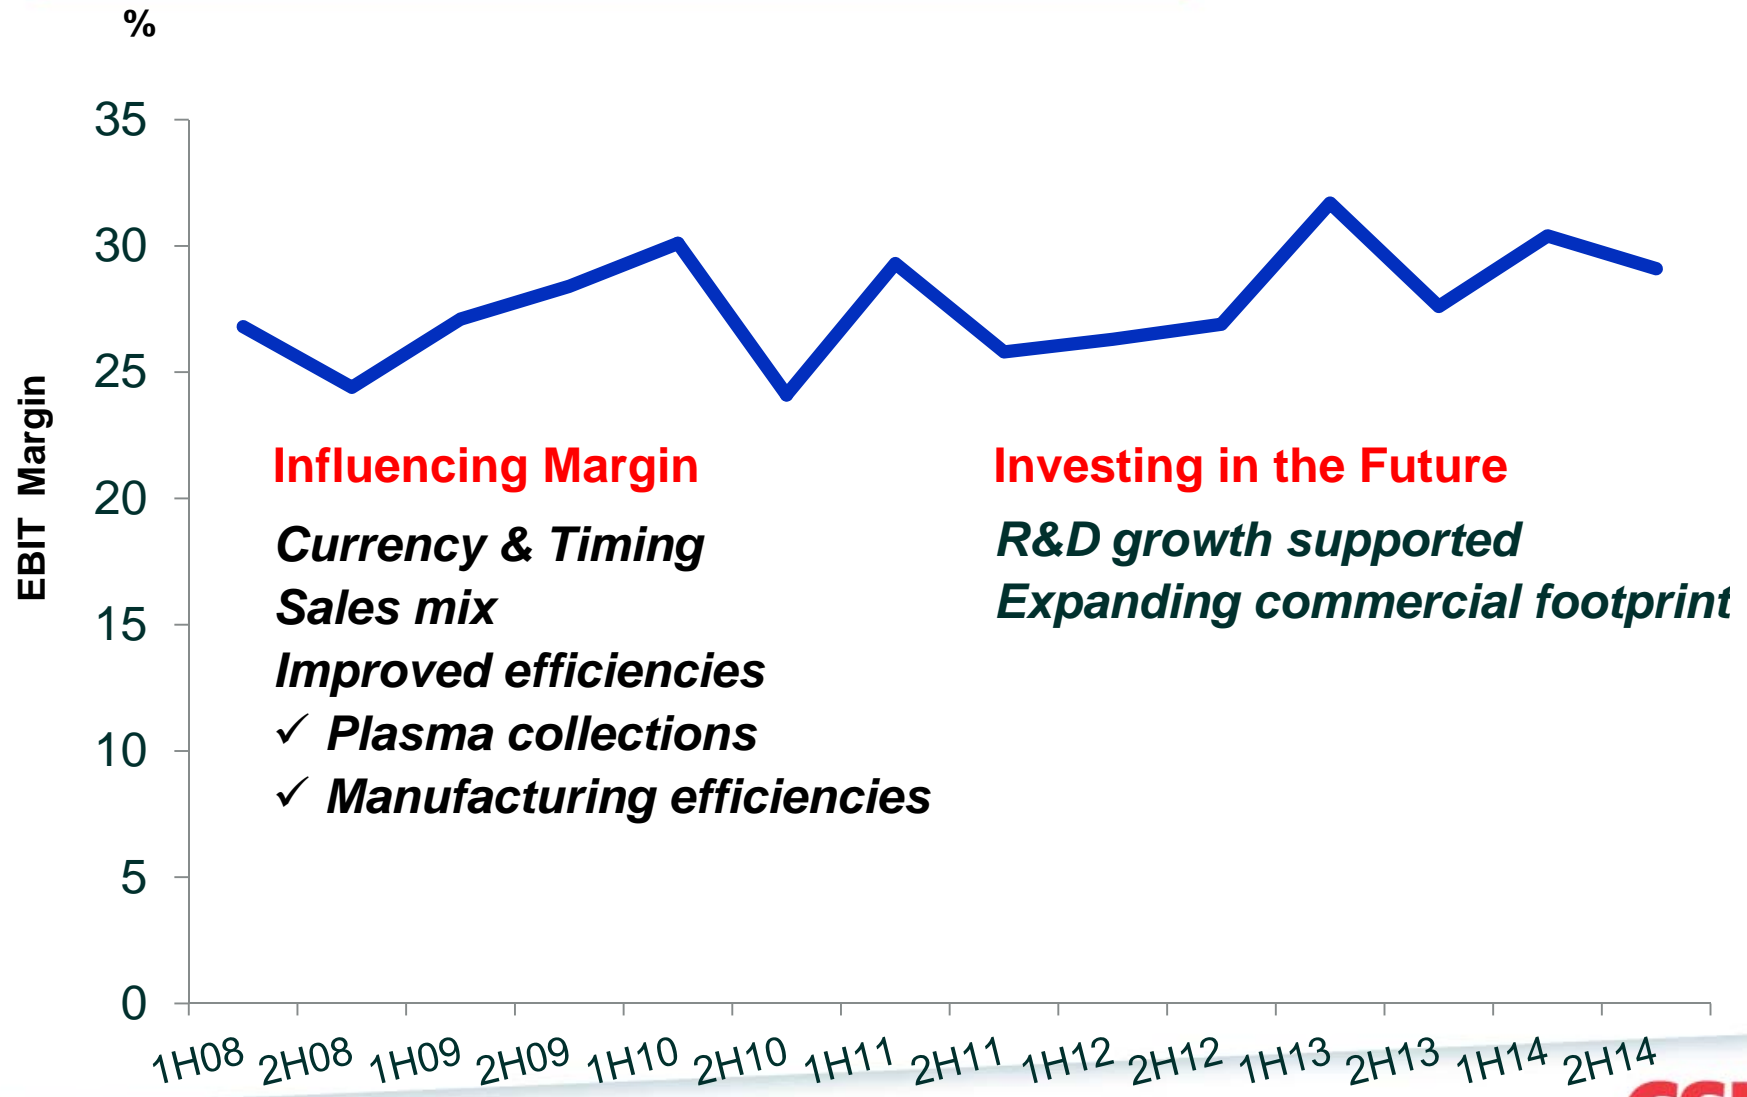 %
35
30
25
20
15
10
5
0
EBIT Margin
Influencing Margin
Currency & Timing
Sales mix
Improved efficiencies
✓ Plasma collections
✓ Manufacturing efficiencies
Investing in the Future
R&D growth supported
Expanding commercial footprint
1H08 2H08 1H09 2H09 1H10 2H10 1H11 2H11 1H12 2H12 1H13 2H13 1H14 2H14